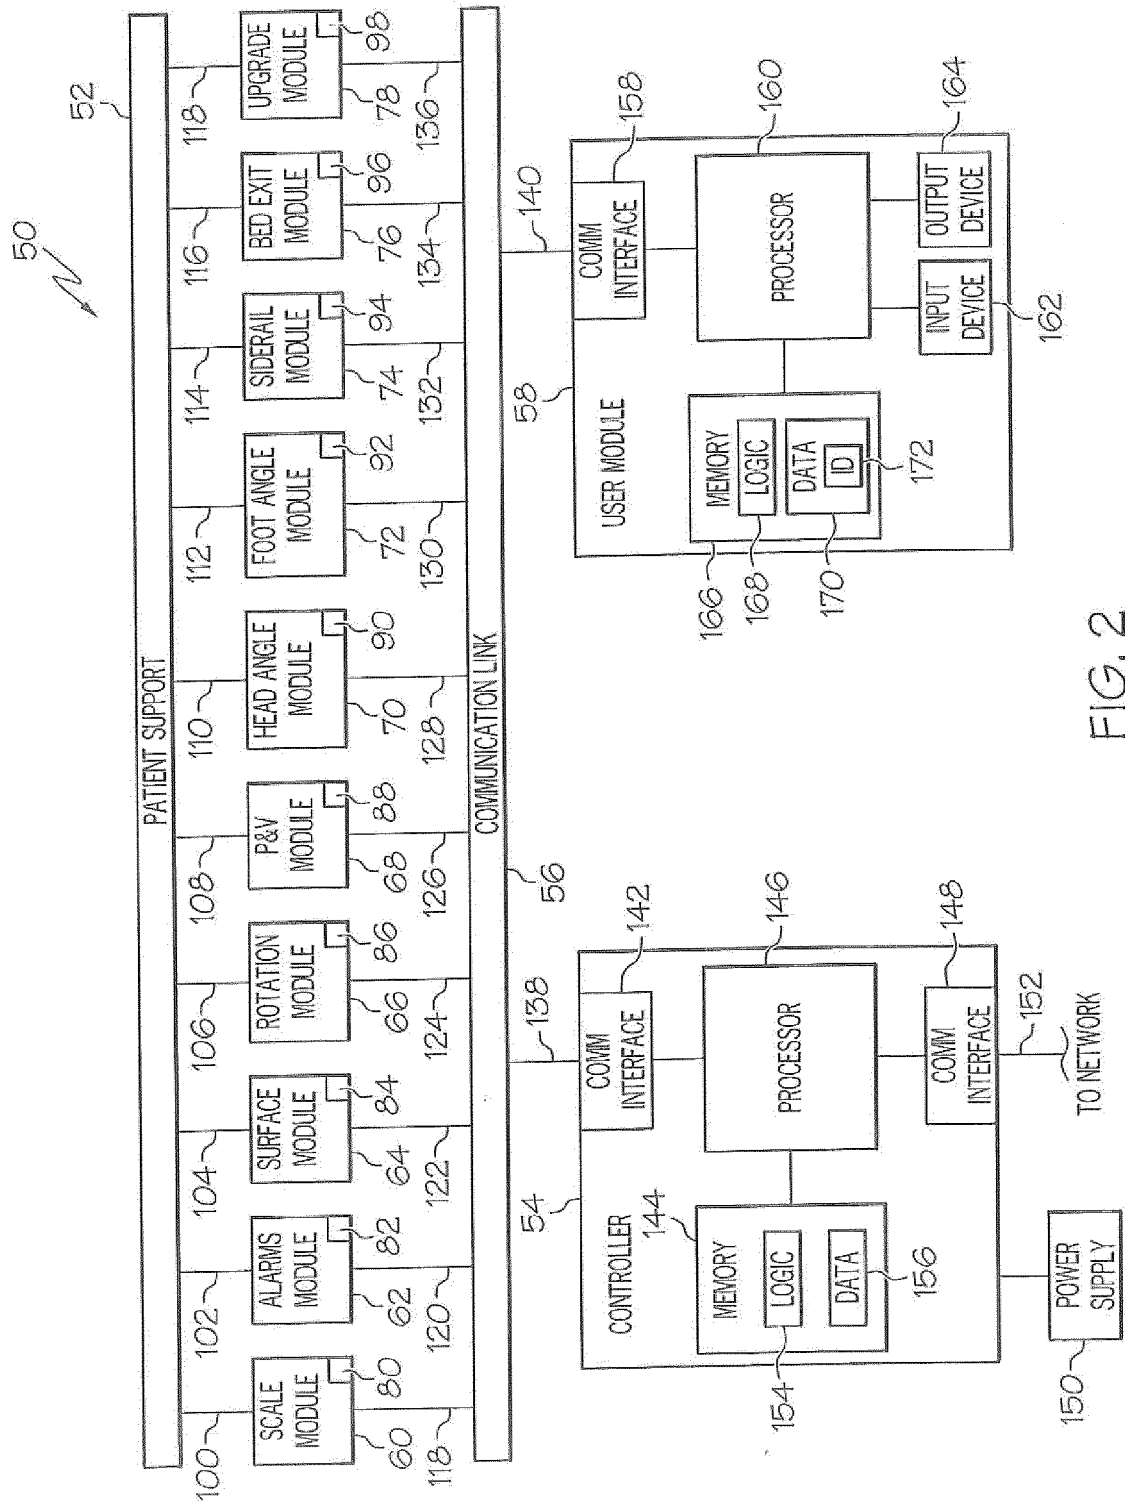 50
52
PATIENT SUPPORT
100
102
104
106
108
110
112
114
116
118
SCALE
MODULE
ALARMS
MODULE
SURFACE
MODULE
ROTATION
MODULE
P&V
MODULE
HEAD ANGLE
MODULE
FOOT ANGLE
MODULE
SIDERAIL
MODULE
BED EXIT
MODULE
UPGRADE
MODULE
60
80
62
82
64
84
66
86
68
88
70
90
72
92
74
94
76
96
78
98
118
120
122
124
126
128
130
132
134
136
COMMUNICATION LINK
56
138
140
54
CONTROLLER
COMM
INTERFACE
142
144
MEMORY
LOGIC
DATA
154
156
PROCESSOR
146
COMM
INTERFACE
148
152
TO NETWORK
POWER
SUPPLY
150
58
USER MODULE
COMM
INTERFACE
158
PROCESSOR
160
MEMORY
LOGIC
DATA
ID
166
168
170
172
INPUT
DEVICE
162
OUTPUT
DEVICE
164
FIG. 2